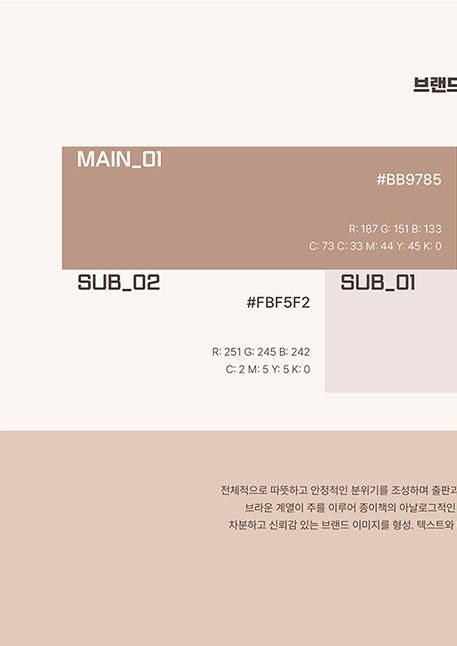 브랜드
MAIN_01
#BB9785
R: 187 G: 151 B: 133
C: 73 C: 33 M: 44 Y: 45 K: 0
SUB_02
#FBF5F2
R: 251 G: 245 B: 242
C: 2 M: 5 Y: 5 K: 0
SUB_01
전체적으로 따뜻하고 안정적인 분위기를 조성하며 출판과
브라운 계열이 주를 이루어 종이책의 아날로그적인
차분하고 신뢰감 있는 브랜드 이미지를 형성. 텍스트와